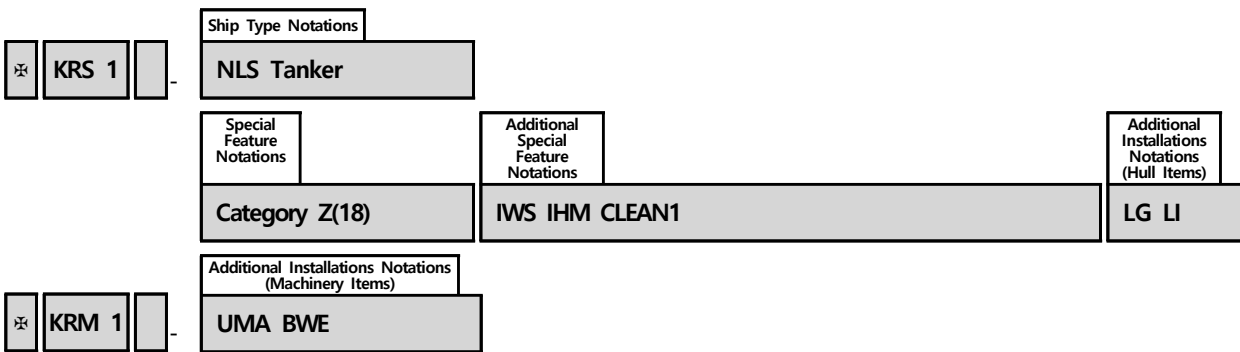 Ship Type Notations
✠ KRS 1 - NLS Tanker
Special
Feature
Notations
Additional
Special
Feature
Notations
Additional
Installations
Notations
(Hull Items)
Category Z(18) IWS IHM CLEAN1 LG LI
Additional Installations Notations
(Machinery Items)
✠ KRM 1 - UMA BWE